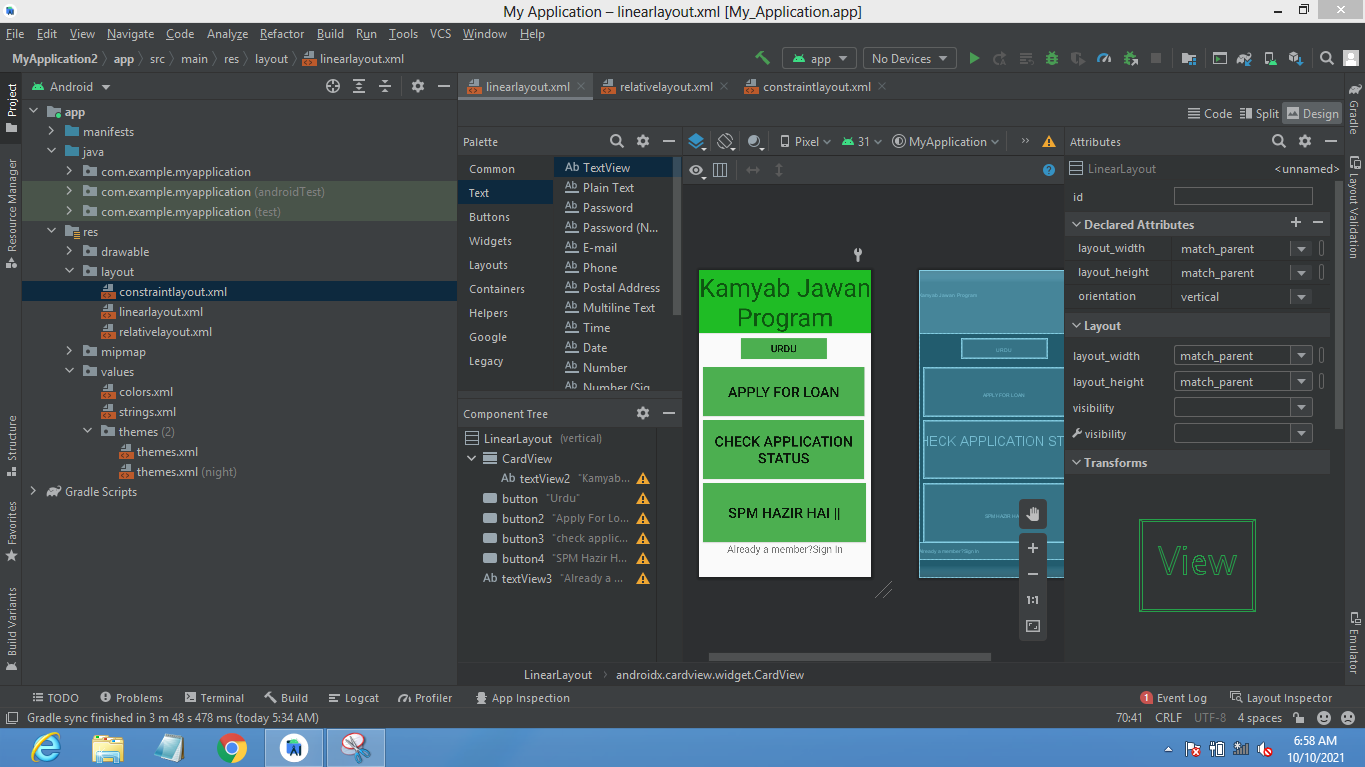 My Application – linearlayout.xml [My_Application.app]
File Edit View Navigate Code Analyze Refactor Build Run Tools VCS Window Help
MyApplication2 app src main res layout linearlayout.xml
app No Devices
Project
Resource Manager
Structure
Favorites
Build Variants
Android
app
manifests
java
com.example.myapplication
com.example.myapplication (androidTest)
com.example.myapplication (test)
res
drawable
layout
constraintlayout.xml
linearlayout.xml
relativelayout.xml
mipmap
values
colors.xml
strings.xml
themes (2)
themes.xml
themes.xml (night)
Gradle Scripts
linearlayout.xml relativelayout.xml constraintlayout.xml
Code Split Design
Palette
Common
Text
Buttons
Widgets
Layouts
Containers
Helpers
Google
Legacy
Ab TextView
Ab Plain Text
Ab Password
Ab Password (N...
Ab E-mail
Ab Phone
Ab Postal Address
Ab Multiline Text
Ab Time
Ab Date
Ab Number
Ab Number (Sig
Component Tree
LinearLayout (vertical)
CardView
Ab textView2 "Kamyab...
button "Urdu"
button2 "Apply For Lo...
button3 "check applic...
button4 "SPM Hazir H...
Ab textView3 "Already a ...
Pixel 31 MyApplication »
?
Kamyab Jawan
Program
URDU
APPLY FOR LOAN
CHECK APPLICATION
STATUS
SPM HAZIR HAI ||
Already a member?Sign In
Kamyab Jawan Program
URDU
APPLY FOR LOAN
HECK APPLICATION ST
SPM HAZIR HA
Already a member?Sign In
1:1
LinearLayout androidx.cardview.widget.CardView
Attributes
LinearLayout <unnamed>
id
Declared Attributes
layout_width match_parent
layout_height match_parent
orientation vertical
Layout
layout_width match_parent
layout_height match_parent
visibility
visibility
Transforms
View
Gradle
Layout Validation
Emulator
TODO Problems Terminal Build Logcat Profiler App Inspection
1 Event Log Layout Inspector
Gradle sync finished in 3 m 48 s 478 ms (today 5:34 AM)
70:41 CRLF UTF-8 4 spaces
6:58 AM
10/10/2021